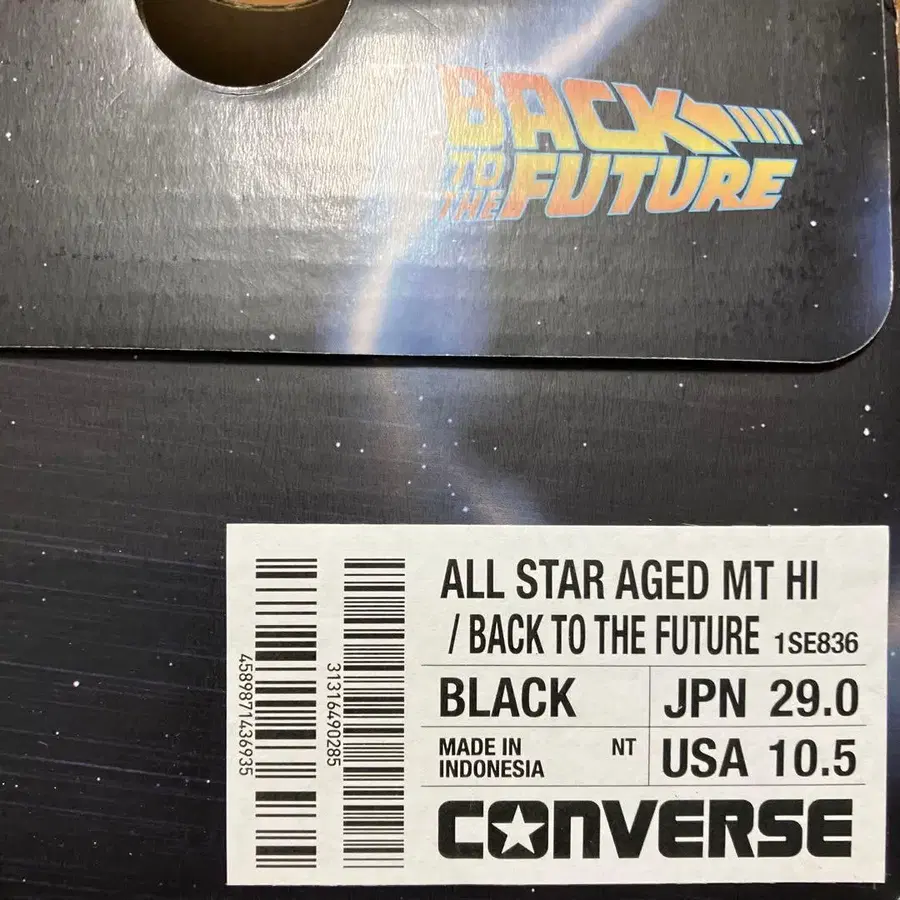 BACK
TO
THE FUTURE
ALL STAR AGED MT HI
/ BACK TO THE FUTURE 1SE836
BLACK
JPN 29.0
MADE IN
INDONESIA
NT
USA 10.5
CONVERSE
4589871436935
31316490285